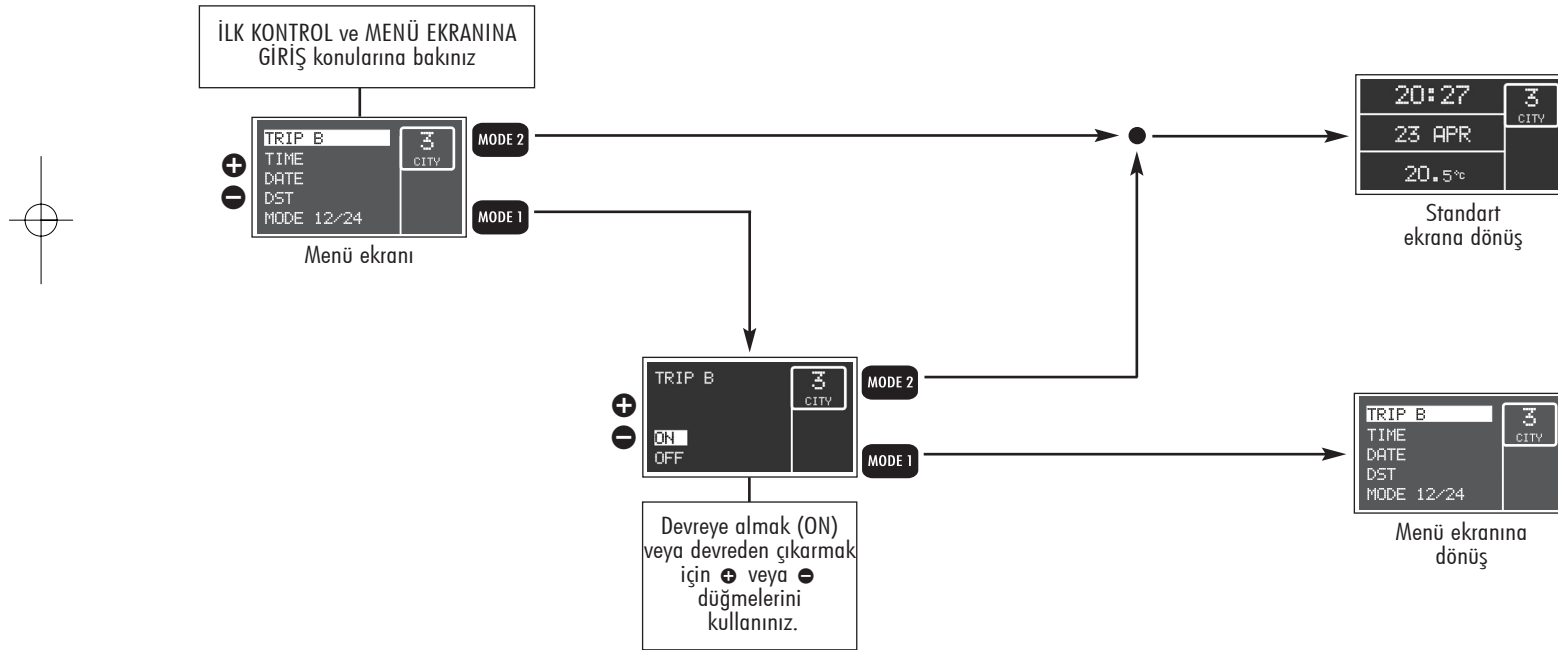 İLK KONTROL ve MENÜ EKRANINA
GİRİŞ konularına bakınız
TRIP B
TIME
DATE
DST
MODE 12/24
3
CITY
MODE 2
MODE 1
Menü ekranı
20:27
23 APR
20.5°c
3
CITY
Standart
ekrana dönüş
TRIP B
ON
OFF
3
CITY
MODE 2
MODE 1
Devreye almak (ON)
veya devreden çıkarmak
için + veya -
düğmelerini
kullanınız.
TRIP B
TIME
DATE
DST
MODE 12/24
3
CITY
Menü ekranına
dönüş